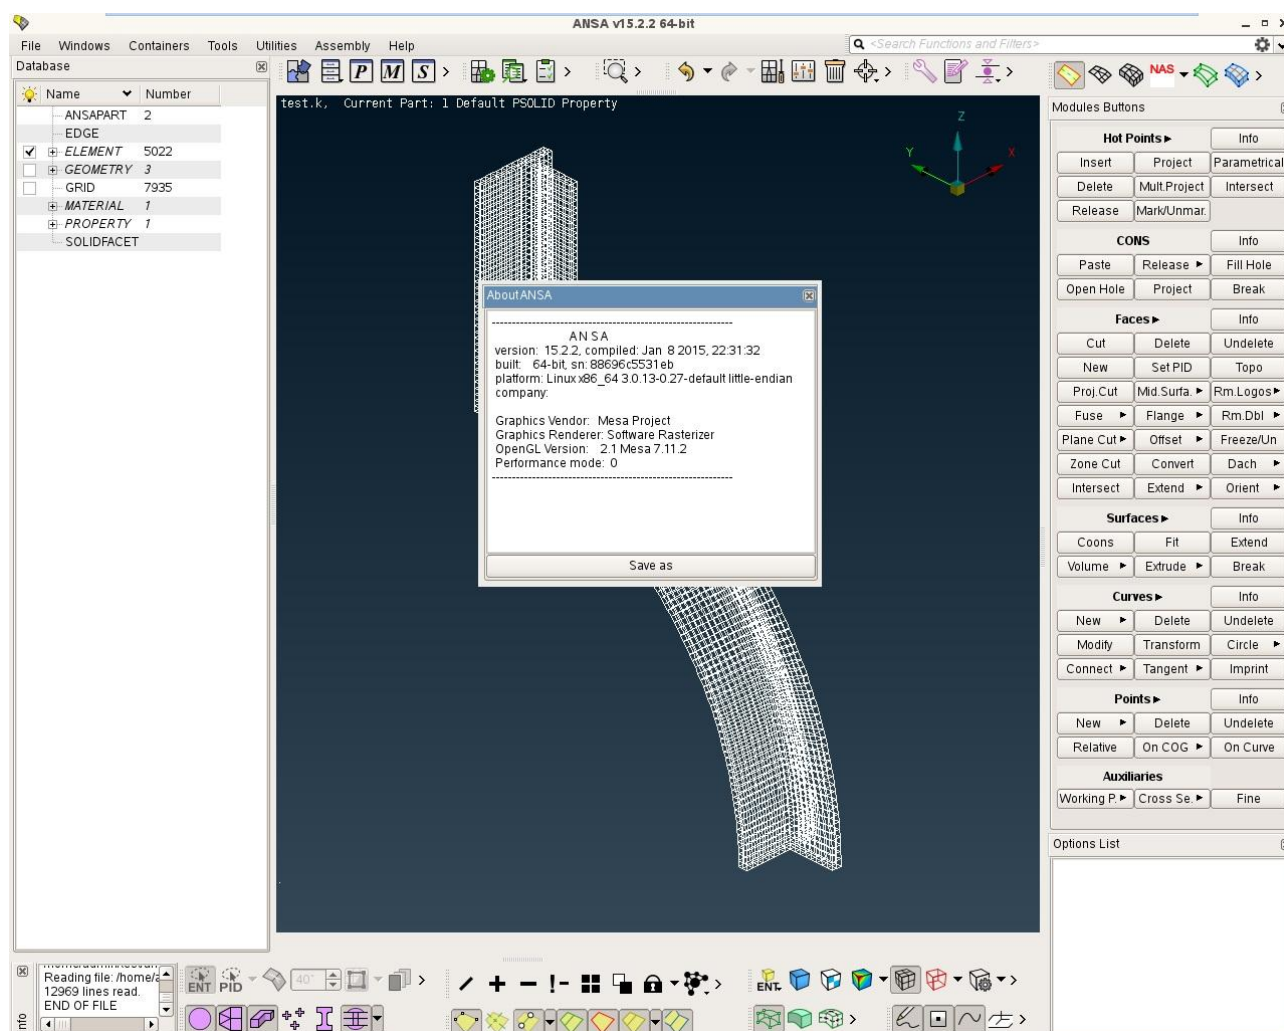 ANSA v15.2.2 64-bit
File Windows Containers Tools Utilities Assembly Help
<Search Functions and Filters>
Database
Name Number
ANSAPART 2
EDGE
ELEMENT 5022
GEOMETRY 3
GRID 7935
MATERIAL 1
PROPERTY 1
SOLIDFACET
P M S
test.k, Current Part: 1 Default PSOLID Property
Z
Y X
About ANSA
------------------------------------------------------------
ANSA
version: 15.2.2, compiled: Jan 8 2015, 22:31:32
built: 64-bit, sn: 88696c5531eb
platform: Linux x86_64 3.0.13-0.27-default little-endian
company:
Graphics Vendor: Mesa Project
Graphics Renderer: Software Rasterizer
OpenGL Version: 2.1 Mesa 7.11.2
Performance mode: 0
------------------------------------------------------------
Save as
NAS
Modules Buttons
Hot Points Info
Insert Project Parametrical
Delete Mult.Project Intersect
Release Mark/Unmar.
CONS Info
Paste Release Fill Hole
Open Hole Project Break
Faces Info
Cut Delete Undelete
New Set PID Topo
Proj.Cut Mid.Surfa. Rm.Logos
Fuse Flange Rm.Dbl
Plane Cut Offset Freeze/Un
Zone Cut Convert Dach
Intersect Extend Orient
Surfaces Info
Coons Fit Extend
Volume Extrude Break
Curves Info
New Delete Undelete
Modify Transform Circle
Connect Tangent Imprint
Points Info
New Delete Undelete
Relative On COG On Curve
Auxiliaries
Working P. Cross Se. Fine
Options List
Reading file: /home/a
12969 lines read.
END OF FILE
nfo
ENT PID 40°
ENT.